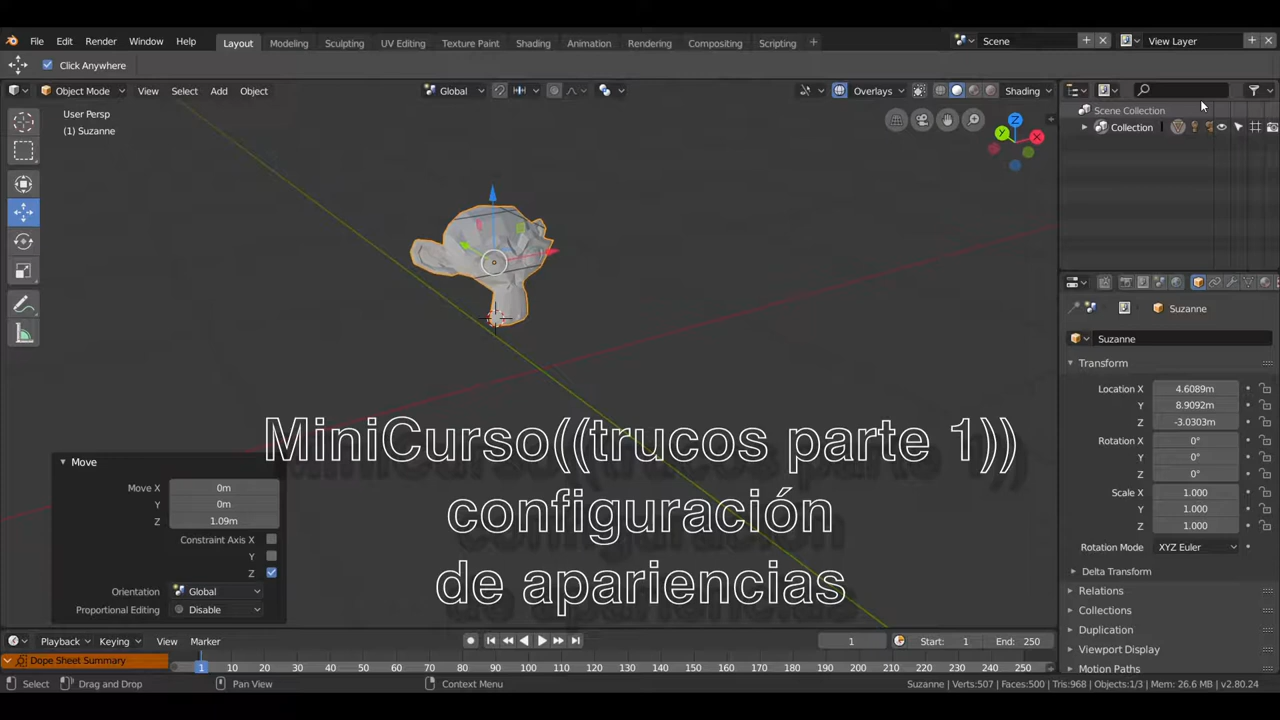 File Edit Render Window Help Layout Modeling Sculpting UV Editing Texture Paint Shading Animation Rendering Compositing Scripting + Scene View Layer
Click Anywhere
Object Mode View Select Add Object Global Overlays Shading
User Persp
(1) Suzanne
Z
Y
X
Scene Collection
Collection
Suzanne
Suzanne
Transform
Location X 4.6089m
Y 8.9092m
Z -3.0303m
Rotation X 0°
Y 0°
Z 0°
Scale X 1.000
Y 1.000
Z 1.000
Rotation Mode XYZ Euler
Delta Transform
Relations
Collections
Duplication
Viewport Display
Motion Paths
MiniCurso((trucos parte 1))
configuración
de apariencias
Move
Move X 0m
Y 0m
Z 1.09m
Constraint Axis X
Y
Z
Orientation Global
Proportional Editing Disable
Playback Keying View Marker 1 Start: 1 End: 250
Dope Sheet Summary 1 10 20 30 40 50 60 70 80 90 100 110 120 130 140 150 160 170 180 190 200 210 220 230 240 250
Select Drag and Drop Pan View Context Menu Suzanne | Verts:507 | Faces:500 | Tris:968 | Objects:1/3 | Mem: 26.6 MB | v2.80.24